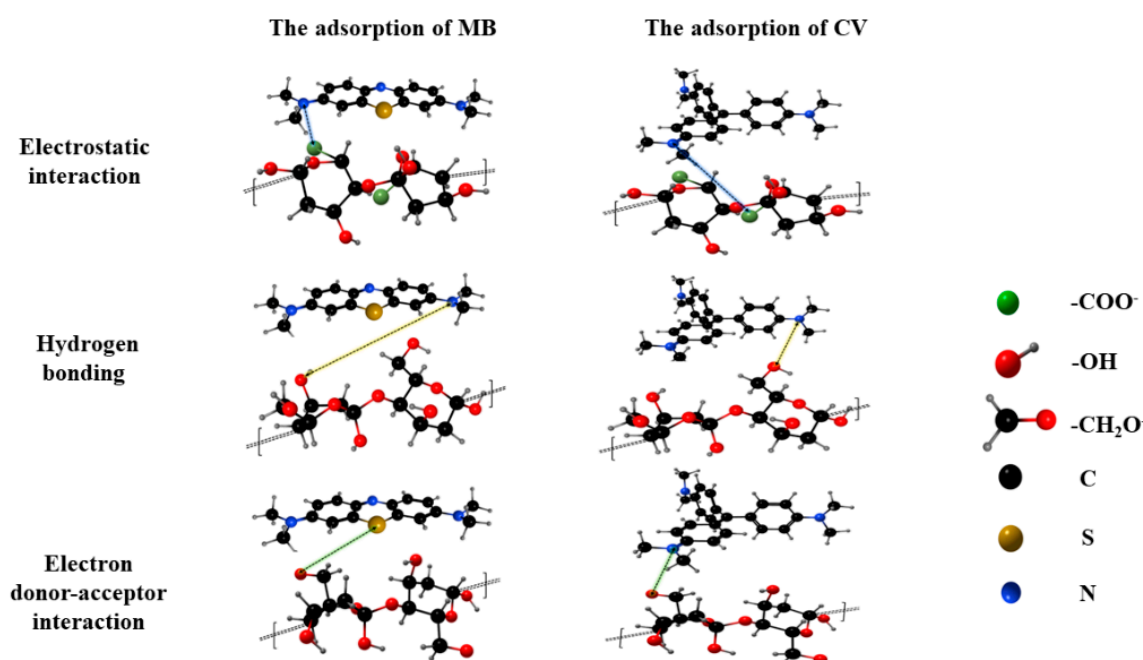 The adsorption of MB
The adsorption of CV
Electrostatic
interaction
Hydrogen
bonding
Electron
donor-acceptor
interaction
-COO⁻
-OH
-CH₂O⁻
C
S
N